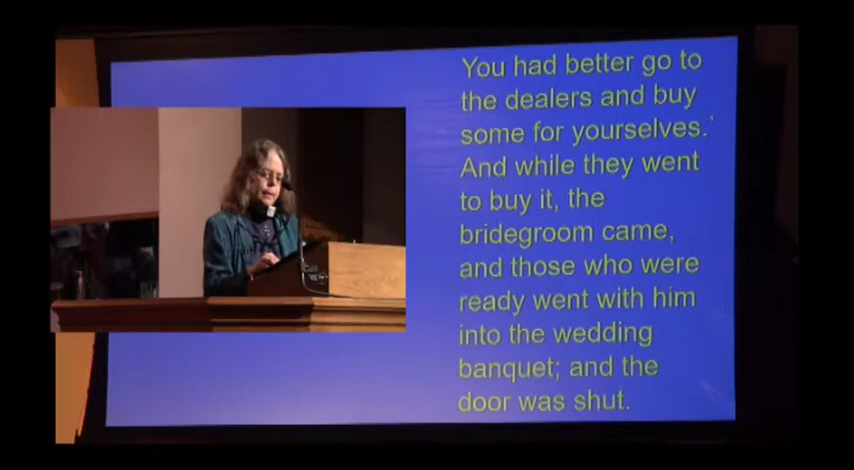 You had better go to
the dealers and buy
some for yourselves.'
And while they went
to buy it, the
bridegroom came,
and those who were
ready went with him
into the wedding
banquet; and the
door was shut.